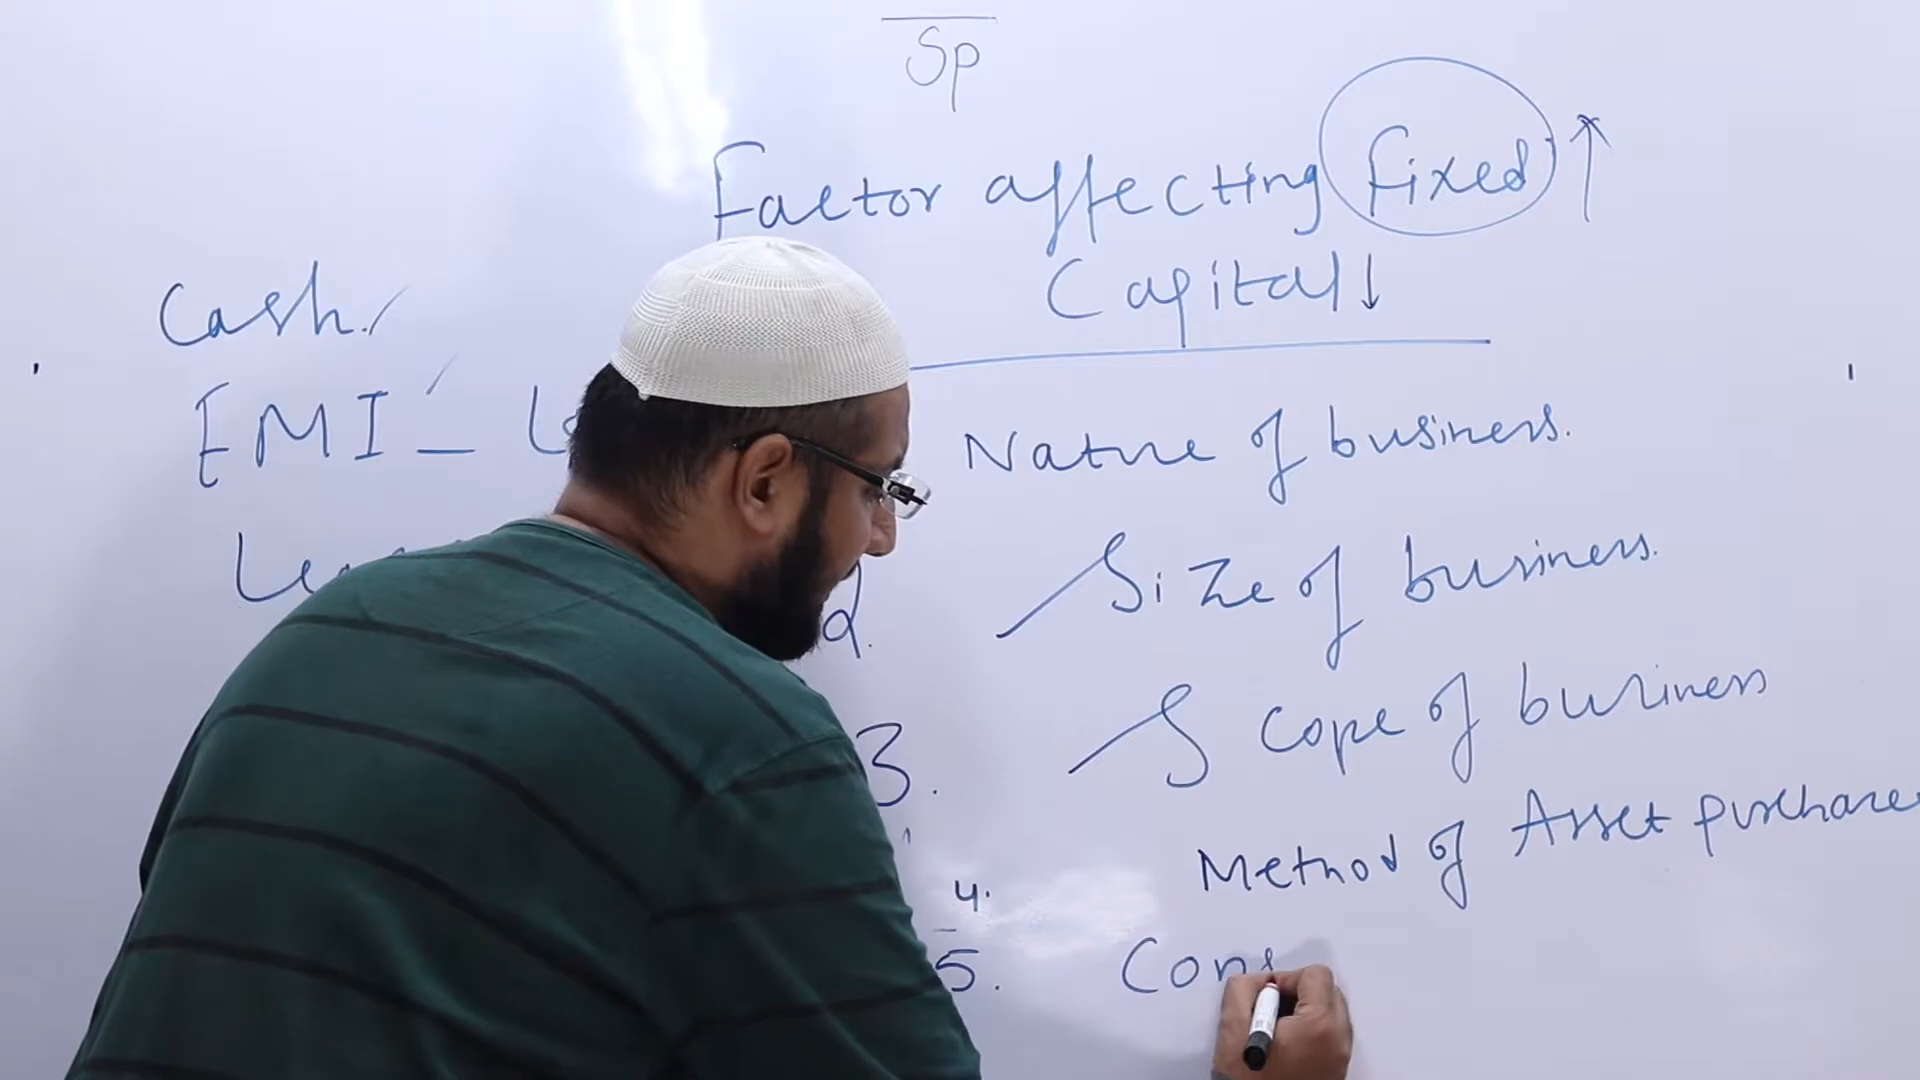 Sp
Factor affecting Fixed ↑
Capital ↓
Cash.
EMI -
Nature of business.
2. Size of business.
3. Scope of business
4. Method of Asset purchase
5. Cons